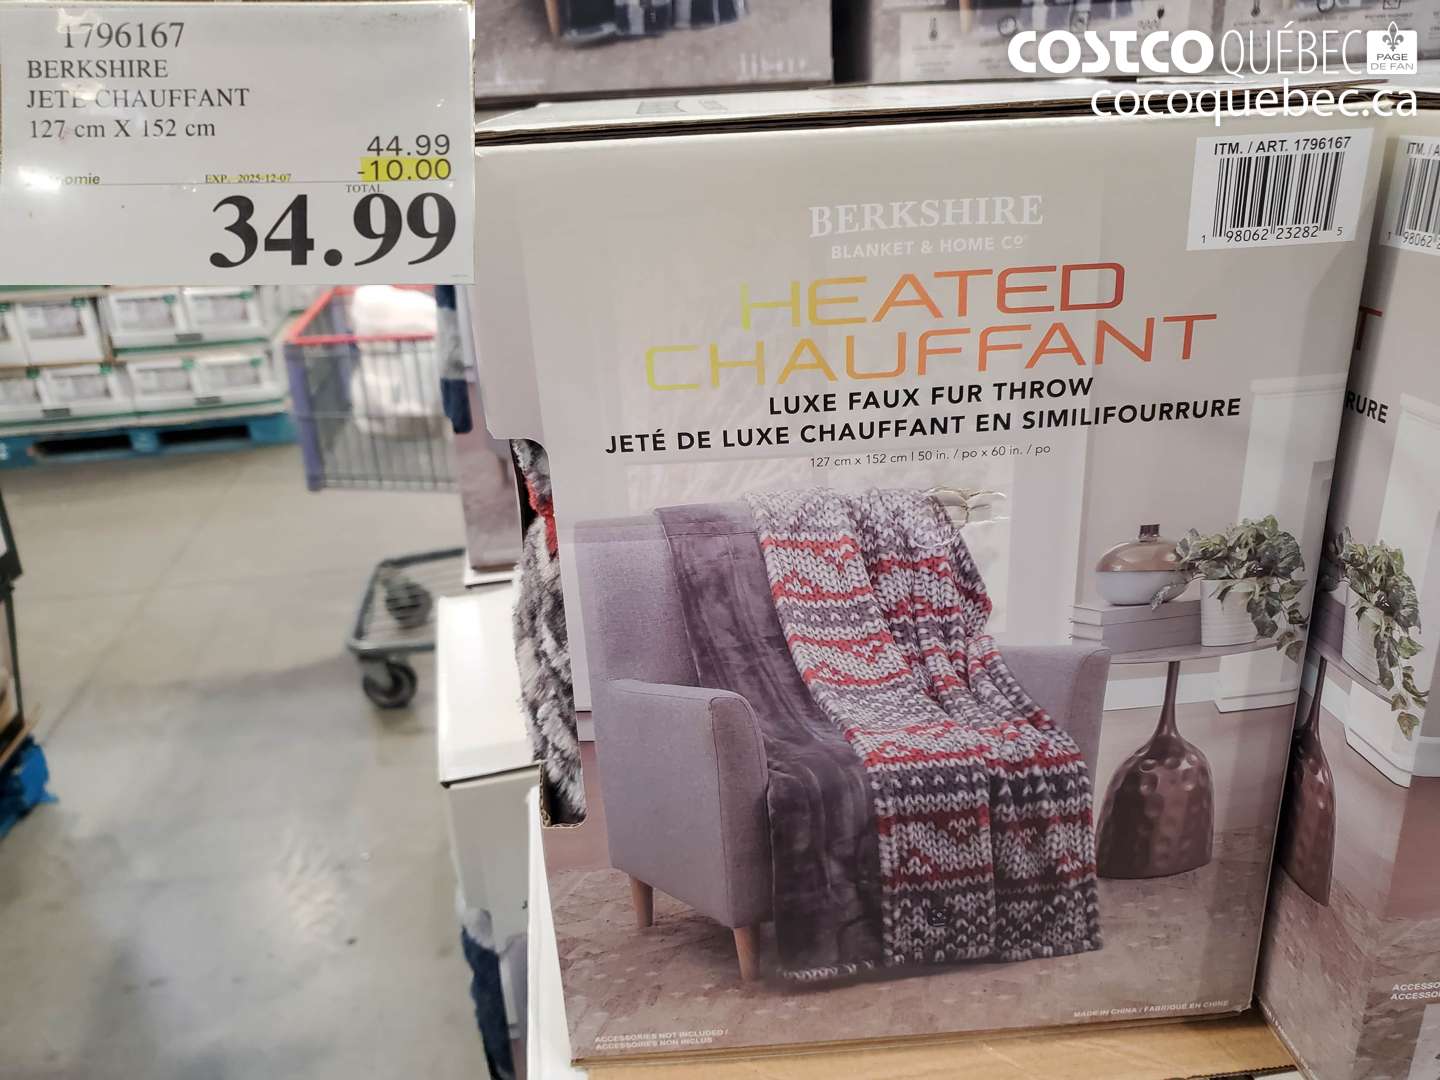 1796167
BERKSHIRE
JETÉ CHAUFFANT
127 cm X 152 cm
44.99
-10.00
EXP. 2025-12-07
TOTAL
34.99
COSTCO QUÉBEC
PAGE
DE FAN
cocoquebec.ca
ITM. / ART. 1796167
1 98062 23282 5
BERKSHIRE
BLANKET & HOME CO
HEATED
CHAUFFANT
LUXE FAUX FUR THROW
JETÉ DE LUXE CHAUFFANT EN SIMILIFOURRURE
127 cm x 152 cm | 50 in. / po x 60 in. / po
ACCESSORIES NOT INCLUDED /
ACCESSOIRES NON INCLUS
MADE IN CHINA / FABRIQUÉ EN CHINE